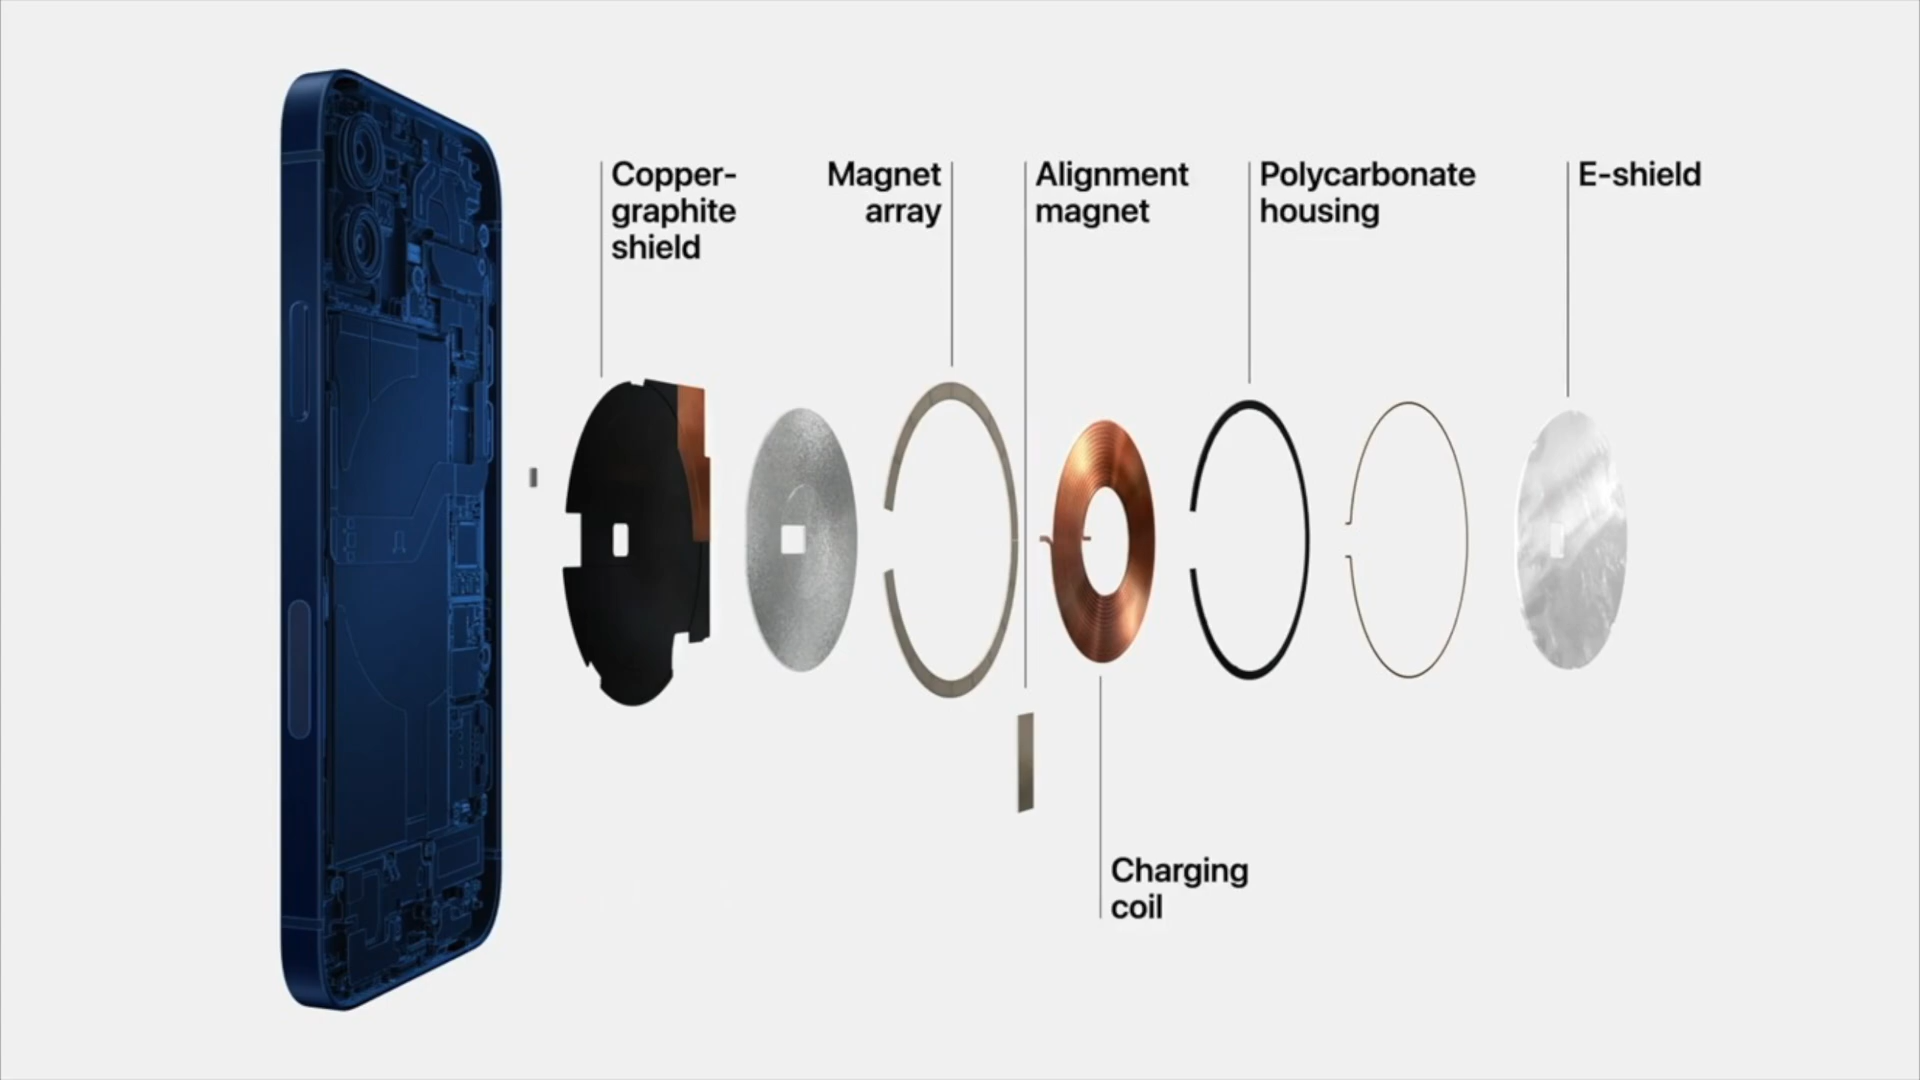 Copper-
graphite
shield
Magnet
array
Alignment
magnet
Polycarbonate
housing
E-shield
Charging
coil